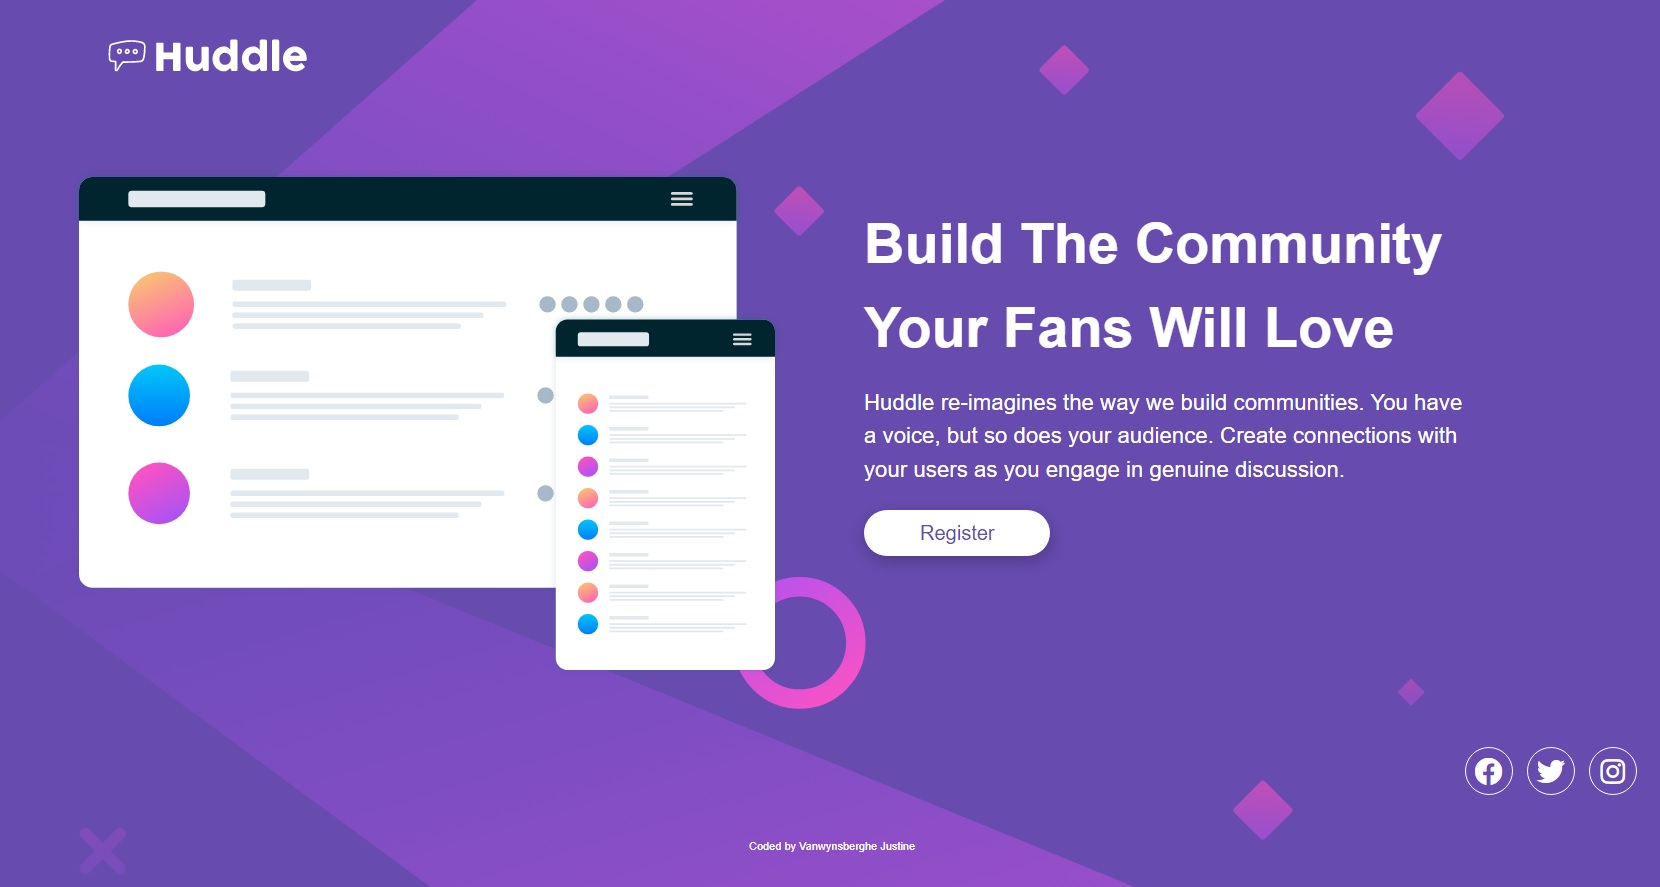 Huddle
Build The Community
Your Fans Will Love
Huddle re-imagines the way we build communities. You have
a voice, but so does your audience. Create connections with
your users as you engage in genuine discussion.
Register
Coded by Vanwynsberghe Justine